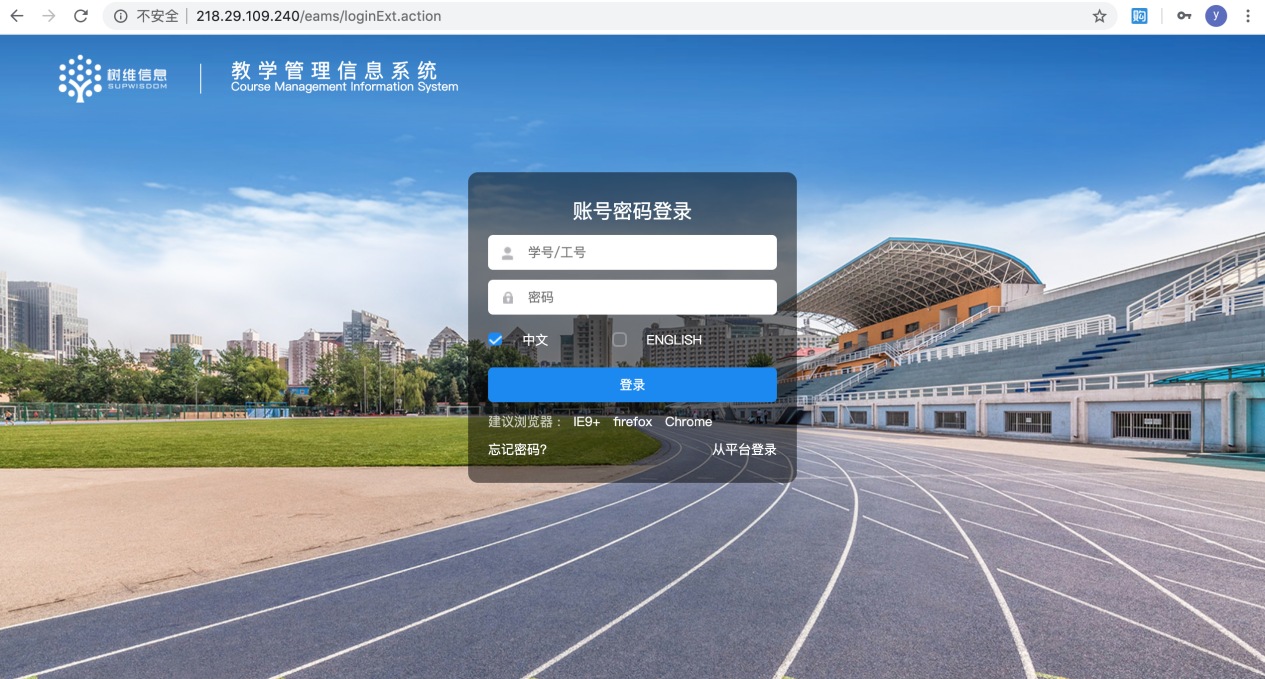 不安全 218.29.109.240/eams/loginExt.action 购 y
树维信息 教学管理信息系统
SUPWISDOM Course Management Information System
账号密码登录
学号/工号
密码
中文 ENGLISH
登录
建议浏览器： IE9+ firefox Chrome
忘记密码? 从平台登录